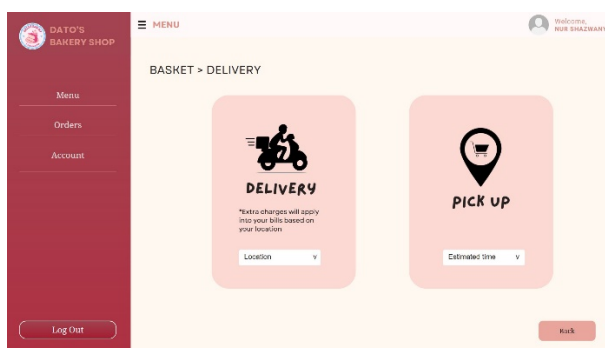 DATO'S
BAKERY SHOP
Menu
Orders
Account
Log Out
MENU
Welcome,
NUR SHAZWANY
BASKET > DELIVERY
DELIVERY
*Extra charges will apply
into your bills based on
your location
Location v
PICK UP
Estimated time v
Back